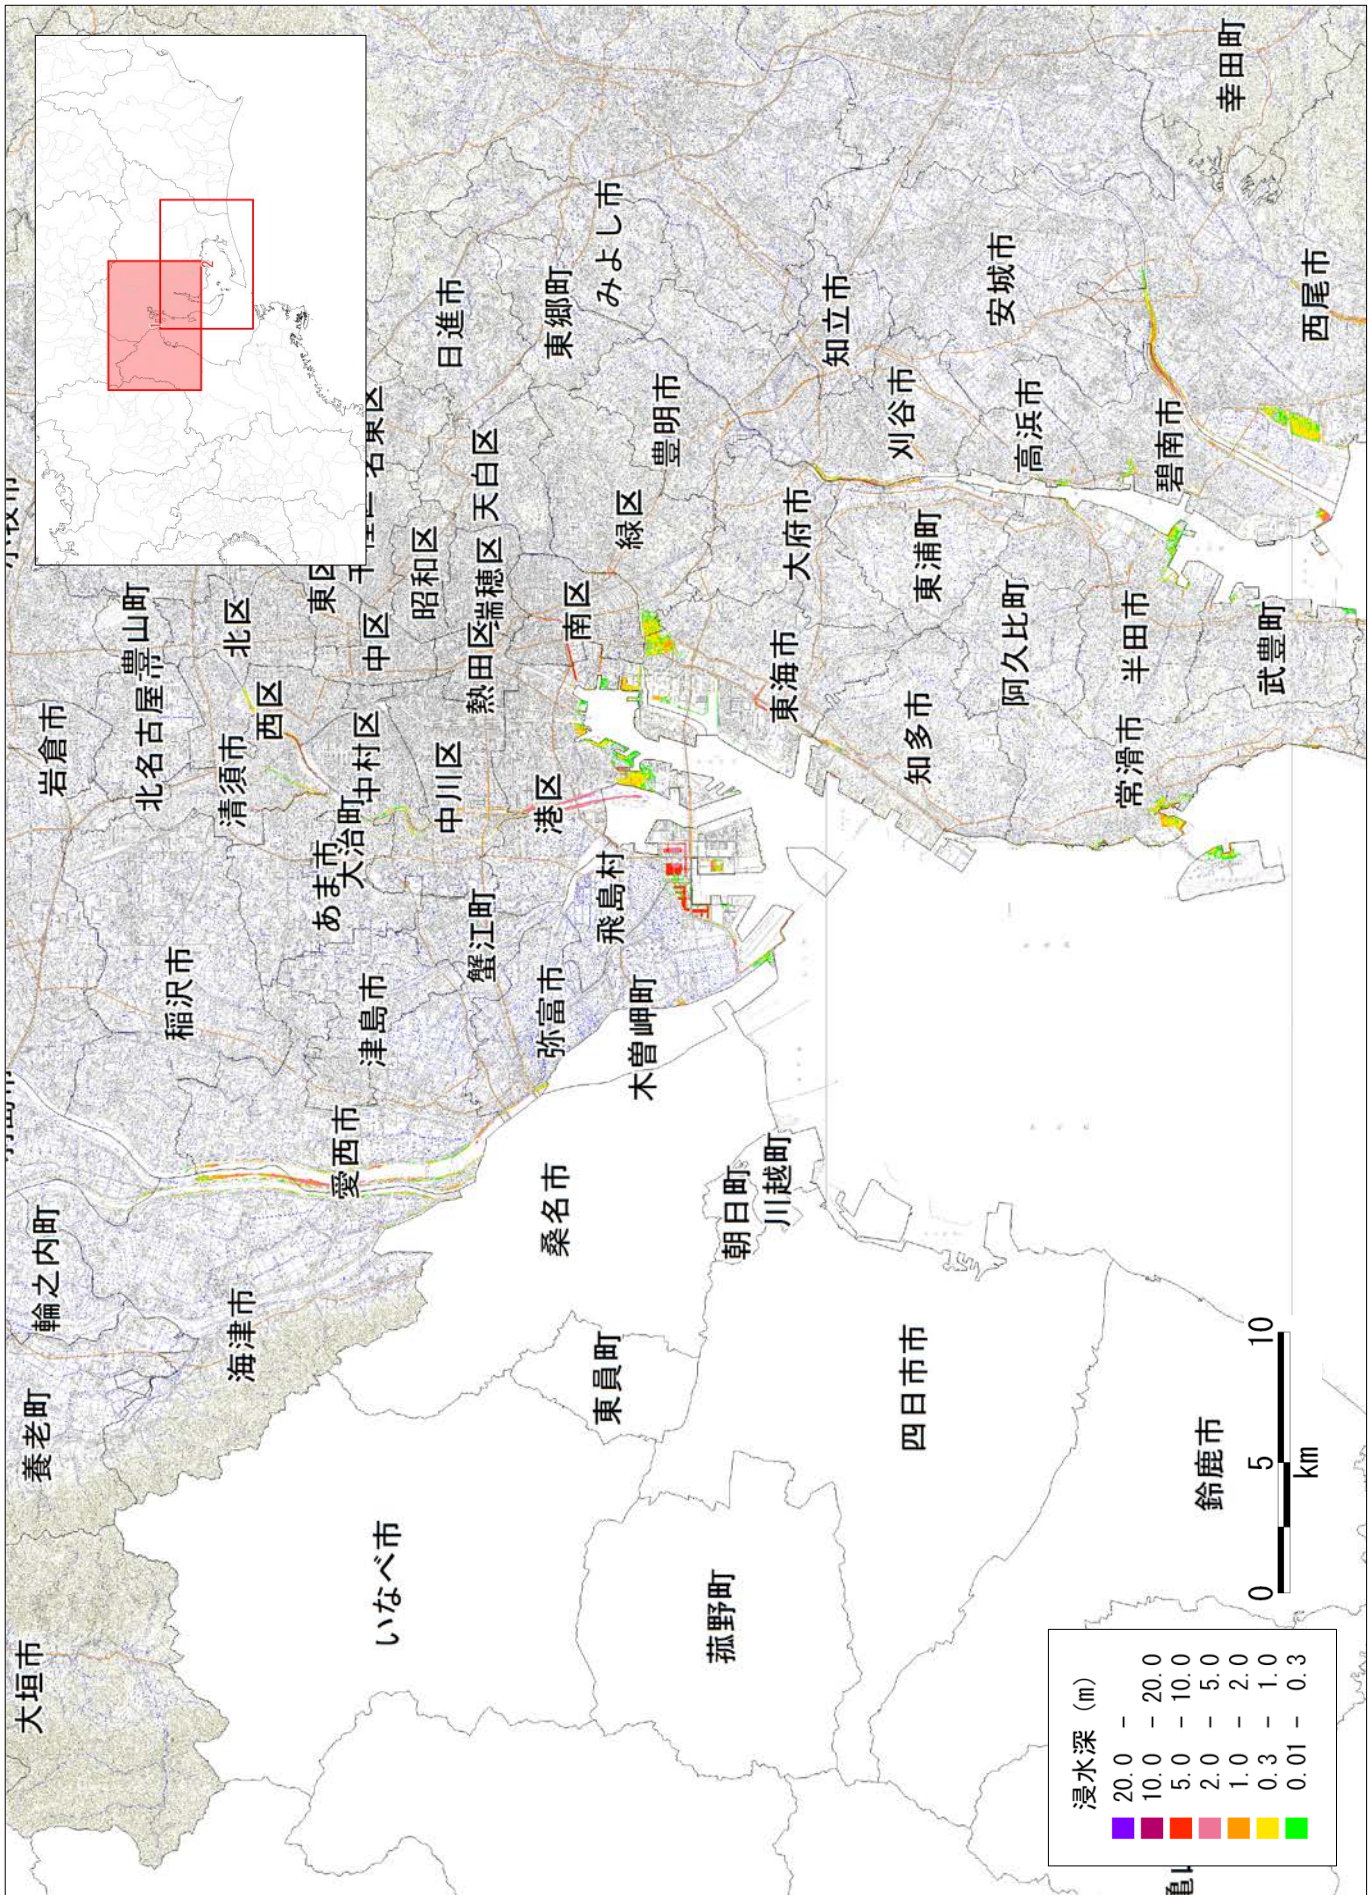 大垣市
養老町
輪之内町
海津市
いなべ市
東員町
菰野町
桑名市
朝日町
川越町
四日市市
鈴鹿市
愛西市
木曽岬町
弥富市
津島市
稲沢市
蟹江町
飛島村
あま市
大治町
清須市
北名古屋市
岩倉市
豊山町
西区
北区
中村区
中川区
港区
中区
昭和区
熱田区
瑞穂区
天白区
南区
緑区
名東区
日進市
東郷町
みよし市
豊明市
大府市
東海市
知多市
東浦町
阿久比町
半田市
常滑市
武豊町
知立市
刈谷市
高浜市
碧南市
安城市
西尾市
幸田町
1
2
0 5 10
km
浸水深 (m)
20.0 -
10.0 - 20.0
5.0 - 10.0
2.0 - 5.0
1.0 - 2.0
0.3 - 1.0
0.01 - 0.3